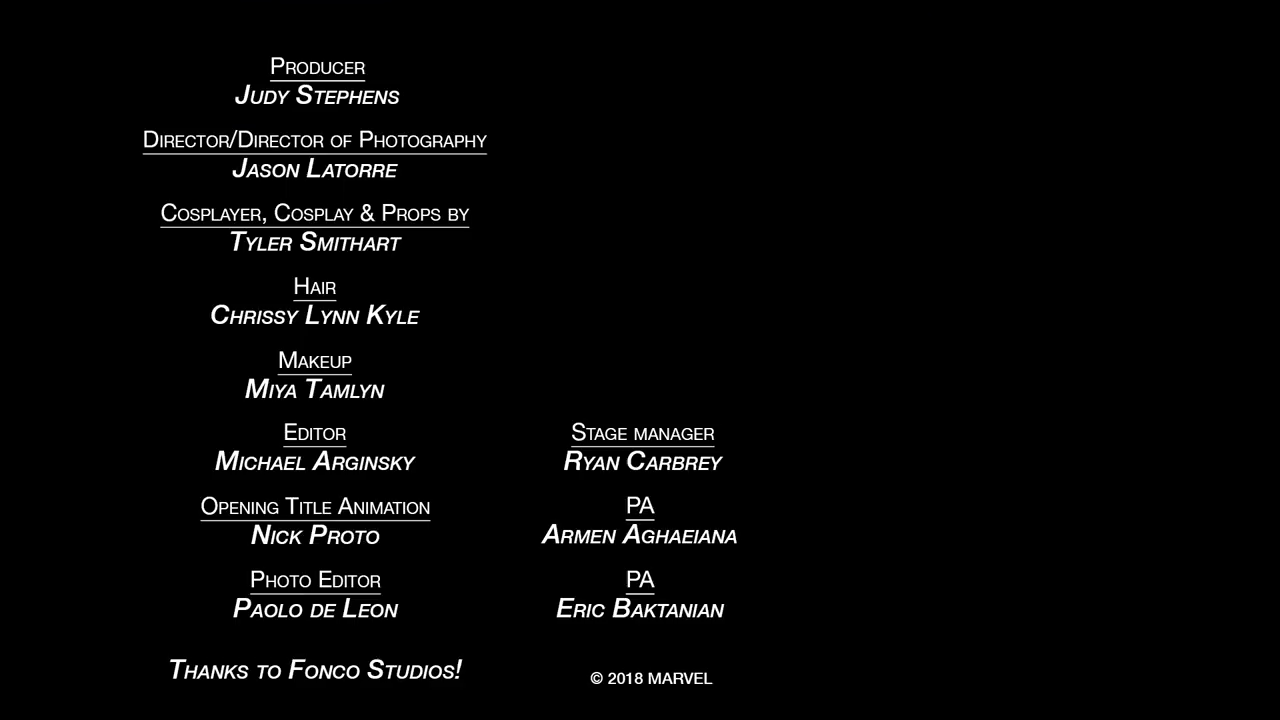 Producer
Judy Stephens
Director/Director of Photography
Jason Latorre
Cosplayer, Cosplay & Props by
Tyler Smithart
Hair
Chrissy Lynn Kyle
Makeup
Miya Tamlyn
Editor
Michael Arginsky
Opening Title Animation
Nick Proto
Photo Editor
Paolo de Leon
Thanks to Fonco Studios!
Stage manager
Ryan Carbrey
PA
Armen Aghaeiana
PA
Eric Baktanian
© 2018 MARVEL